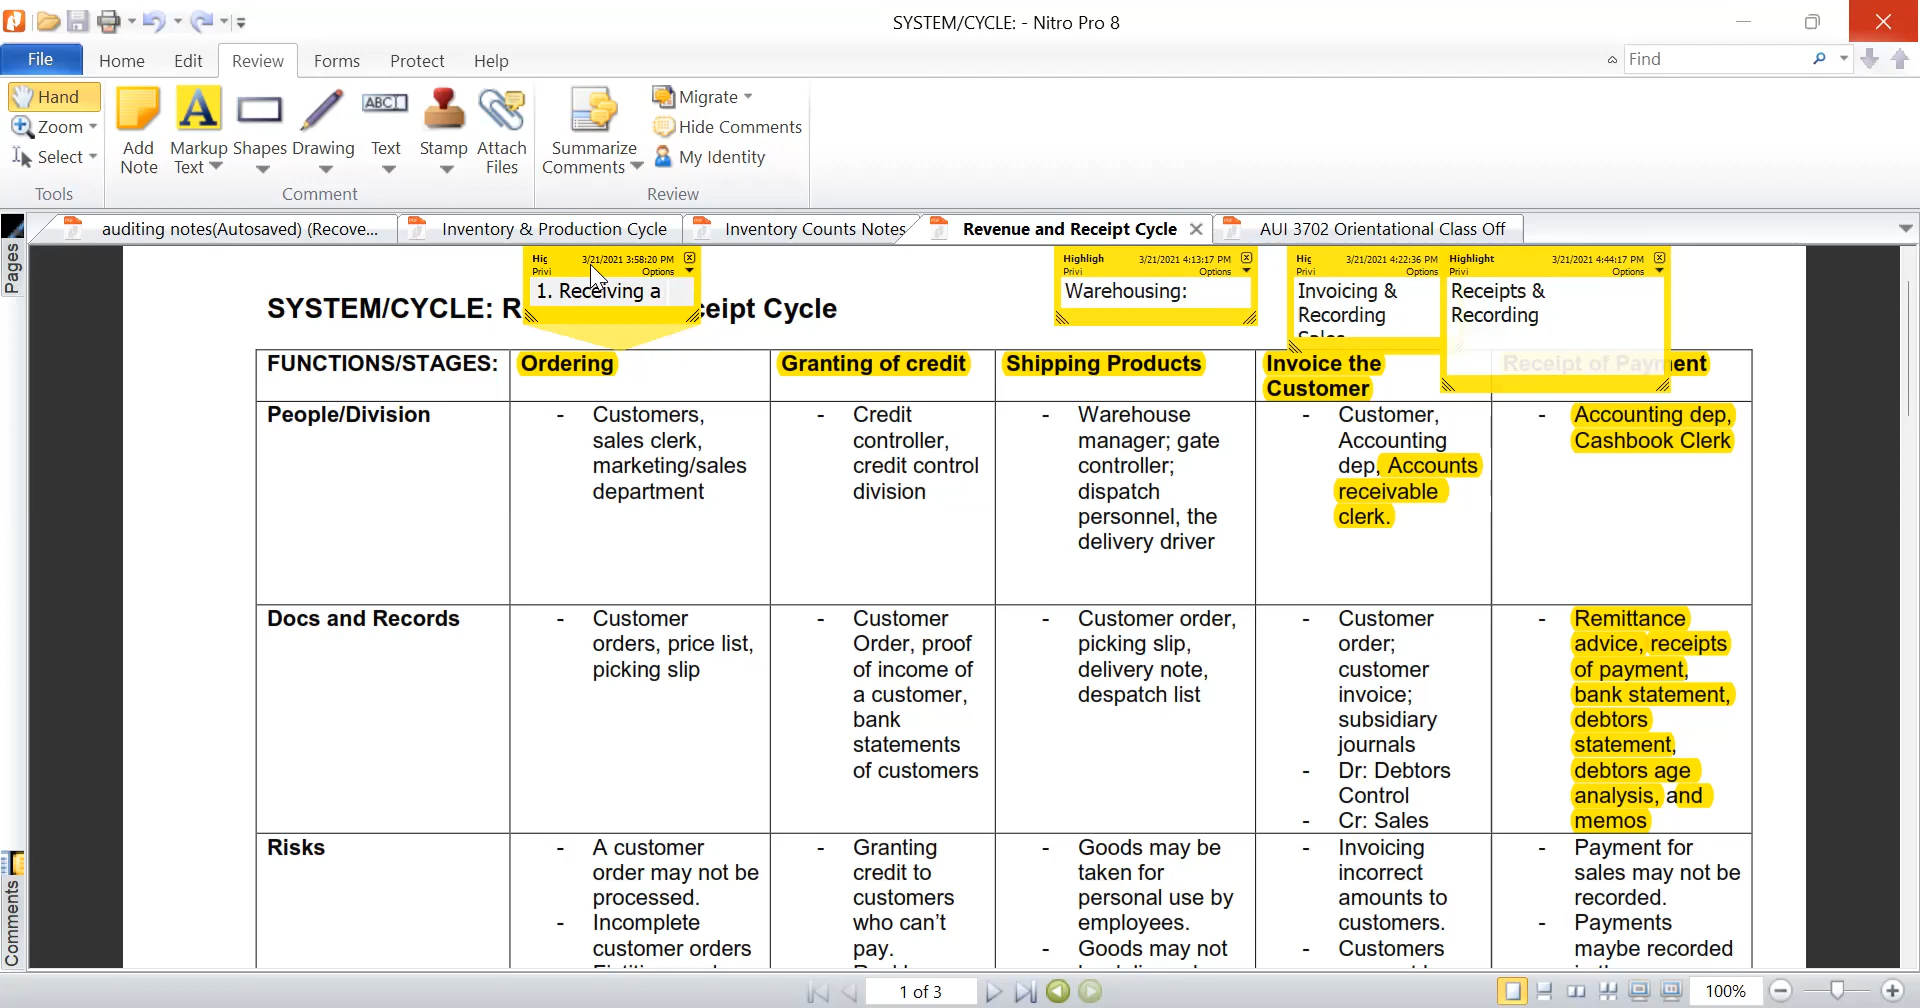 SYSTEM/CYCLE: - Nitro Pro 8
File Home Edit Review Forms Protect Help
Find
Hand
Zoom
Select
Tools
Add Note
Markup Text
Shapes
Drawing
Text
Stamp
Attach Files
Comment
Summarize Comments
Migrate
Hide Comments
My Identity
Review
auditing notes(Autosaved) (Recove... Inventory & Production Cycle Inventory Counts Notes Revenue and Receipt Cycle AUI 3702 Orientational Class Off
Pages
Comments
Hig 3/21/2021 3:58:20 PM
Privi Options
1. Receiving a
Highligh 3/21/2021 4:13:17 PM
Privi Options
Warehousing:
Hig 3/21/2021 4:22:36 PM
Privi Options
Invoicing &
Recording
Sales
Highlight 3/21/2021 4:44:17 PM
Privi Options
Receipts &
Recording
SYSTEM/CYCLE: R eipt Cycle
FUNCTIONS/STAGES: Ordering Granting of credit Shipping Products Invoice the Customer Receipt of Payment
People/Division
- Customers,
sales clerk,
marketing/sales
department
- Credit
controller,
credit control
division
- Warehouse
manager; gate
controller;
dispatch
personnel, the
delivery driver
- Customer,
Accounting
dep, Accounts
receivable
clerk.
- Accounting dep,
Cashbook Clerk
Docs and Records
- Customer
orders, price list,
picking slip
- Customer
Order, proof
of income of
a customer,
bank
statements
of customers
- Customer order,
picking slip,
delivery note,
despatch list
- Customer
order;
customer
invoice;
subsidiary
journals
- Dr: Debtors
Control
- Cr: Sales
- Remittance
advice, receipts
of payment,
bank statement,
debtors
statement,
debtors age
analysis, and
memos
Risks
- A customer
order may not be
processed.
- Incomplete
customer orders
- Granting
credit to
customers
who can't
pay.
- Goods may be
taken for
personal use by
employees.
- Goods may not
- Invoicing
incorrect
amounts to
customers.
- Customers
- Payment for
sales may not be
recorded.
- Payments
maybe recorded
1 of 3
100%